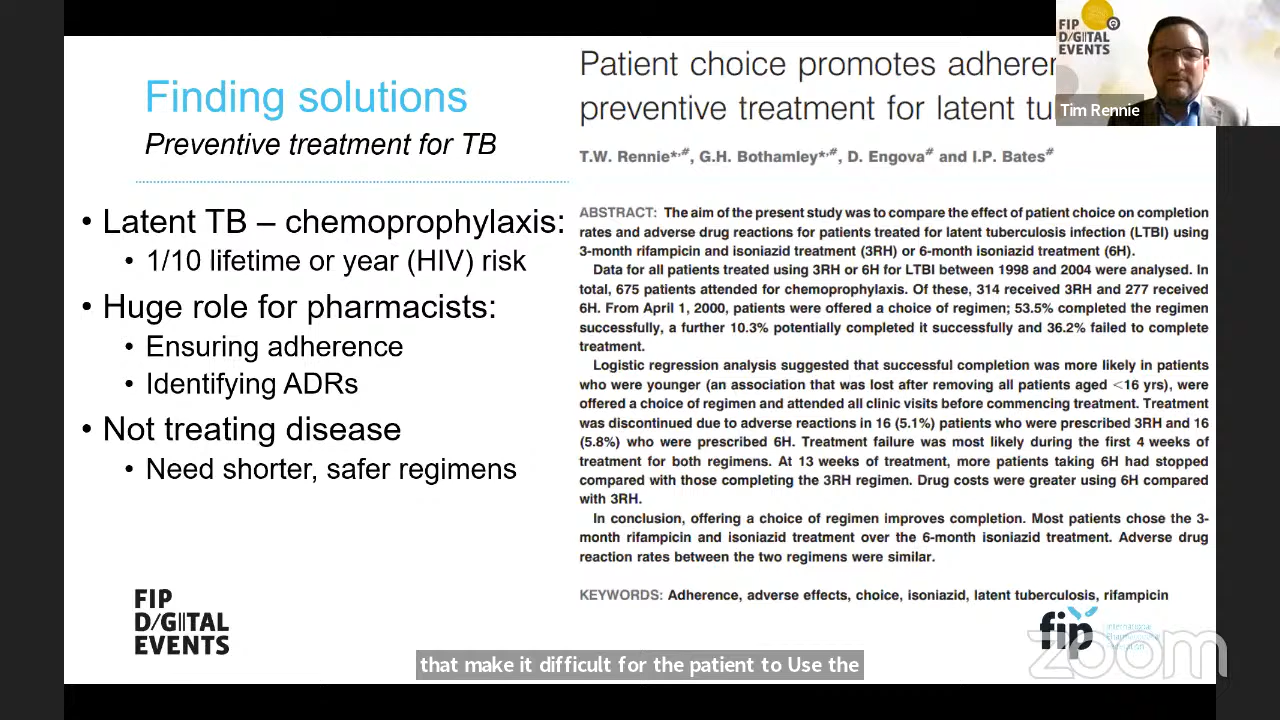 Finding solutions
Preventive treatment for TB
• Latent TB – chemoprophylaxis:
• 1/10 lifetime or year (HIV) risk
• Huge role for pharmacists:
• Ensuring adherence
• Identifying ADRs
• Not treating disease
• Need shorter, safer regimens
FIP
D/GITAL
EVENTS
Patient choice promotes adheren
preventive treatment for latent tu
T.W. Rennie*,#, G.H. Bothamley*,#, D. Engova# and I.P. Bates#
ABSTRACT: The aim of the present study was to compare the effect of patient choice on completion
rates and adverse drug reactions for patients treated for latent tuberculosis infection (LTBI) using
3-month rifampicin and isoniazid treatment (3RH) or 6-month isoniazid treatment (6H).
Data for all patients treated using 3RH or 6H for LTBI between 1998 and 2004 were analysed. In
total, 675 patients attended for chemoprophylaxis. Of these, 314 received 3RH and 277 received
6H. From April 1, 2000, patients were offered a choice of regimen; 53.5% completed the regimen
successfully, a further 10.3% potentially completed it successfully and 36.2% failed to complete
treatment.
Logistic regression analysis suggested that successful completion was more likely in patients
who were younger (an association that was lost after removing all patients aged <16 yrs), were
offered a choice of regimen and attended all clinic visits before commencing treatment. Treatment
was discontinued due to adverse reactions in 16 (5.1%) patients who were prescribed 3RH and 16
(5.8%) who were prescribed 6H. Treatment failure was most likely during the first 4 weeks of
treatment for both regimens. At 13 weeks of treatment, more patients taking 6H had stopped
compared with those completing the 3RH regimen. Drug costs were greater using 6H compared
with 3RH.
In conclusion, offering a choice of regimen improves completion. Most patients chose the 3-
month rifampicin and isoniazid treatment over the 6-month isoniazid treatment. Adverse drug
reaction rates between the two regimens were similar.
KEYWORDS: Adherence, adverse effects, choice, isoniazid, latent tuberculosis, rifampicin
FIP
D/GITAL
EVENTS
Tim Rennie
fip
International
Pharmaceutical
Federation
zoom
that make it difficult for the patient to Use the